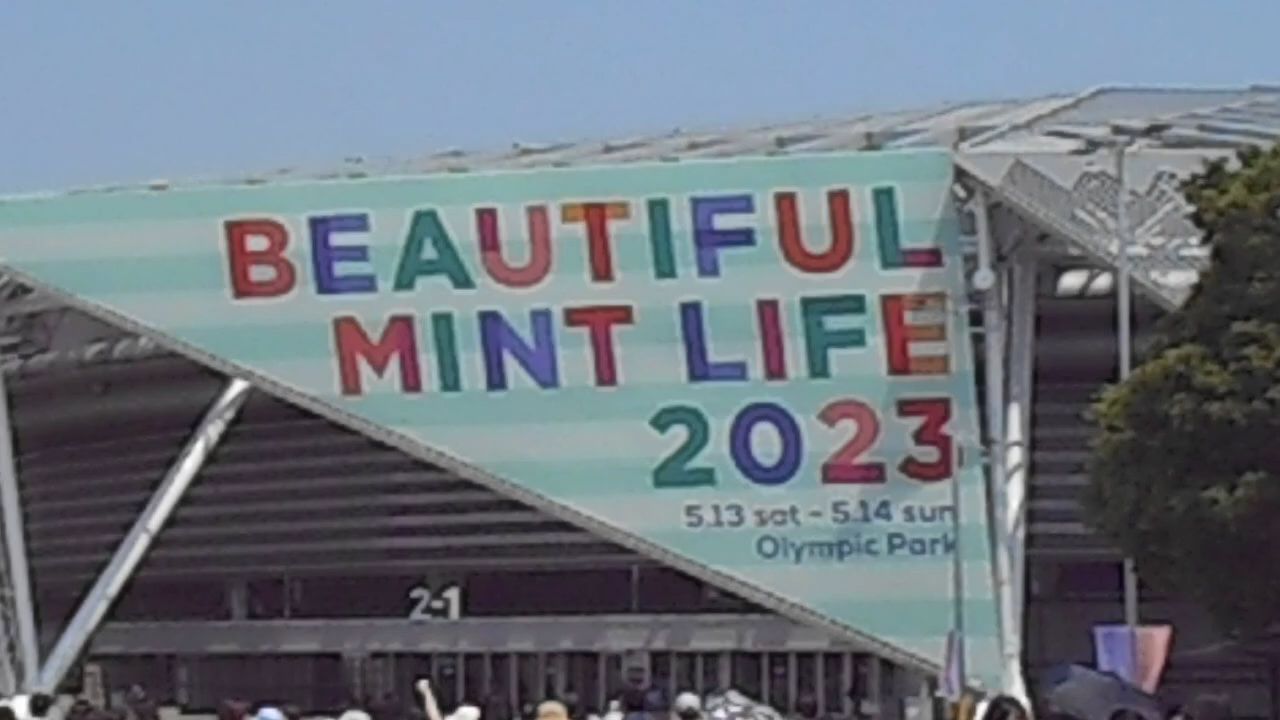 BEAUTIFUL
MINT LIFE
2023
5.13 sat - 5.14 sun
Olympic Park
2-1